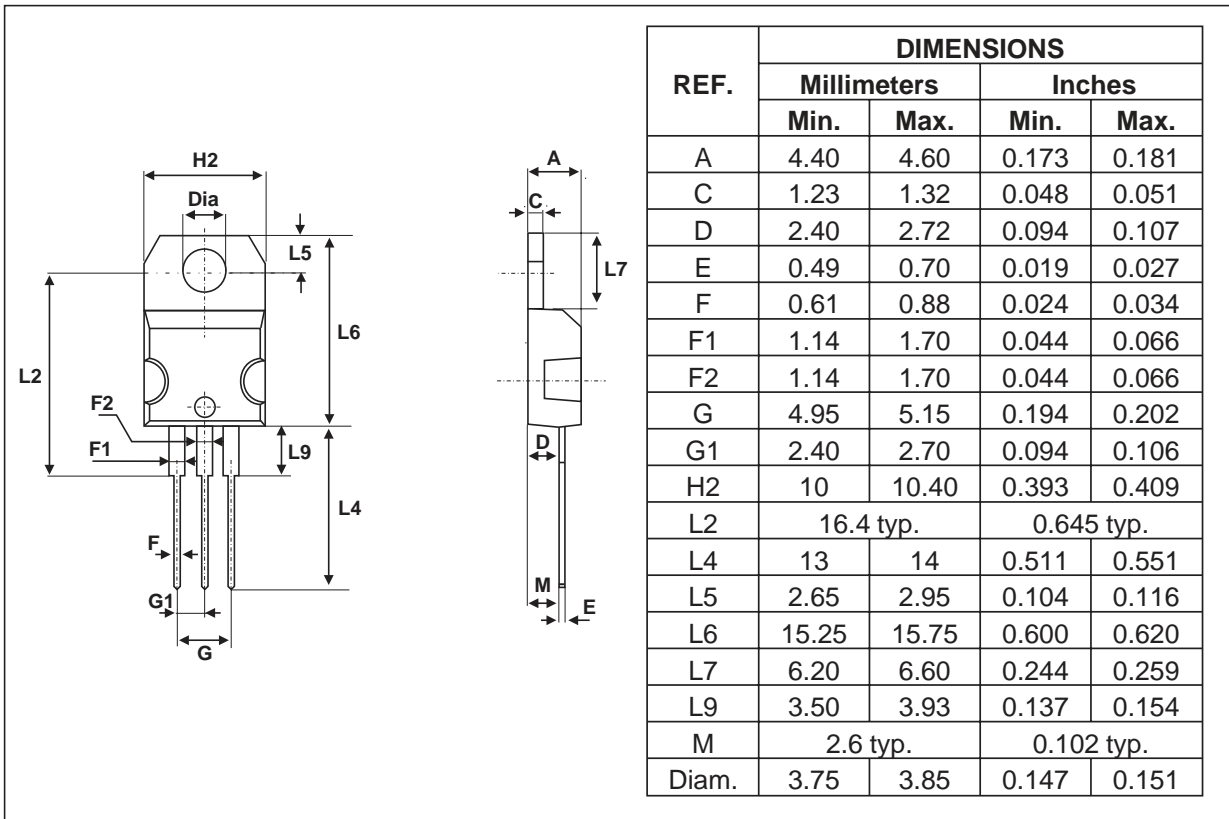 H2
Dia
L5
L6
L2
F2
F1
L9
L4
F
G1
G
A
C
L7
D
M
E
REF. DIMENSIONS
Millimeters Inches
Min. Max. Min. Max.
A 4.40 4.60 0.173 0.181
C 1.23 1.32 0.048 0.051
D 2.40 2.72 0.094 0.107
E 0.49 0.70 0.019 0.027
F 0.61 0.88 0.024 0.034
F1 1.14 1.70 0.044 0.066
F2 1.14 1.70 0.044 0.066
G 4.95 5.15 0.194 0.202
G1 2.40 2.70 0.094 0.106
H2 10 10.40 0.393 0.409
L2 16.4 typ. 0.645 typ.
L4 13 14 0.511 0.551
L5 2.65 2.95 0.104 0.116
L6 15.25 15.75 0.600 0.620
L7 6.20 6.60 0.244 0.259
L9 3.50 3.93 0.137 0.154
M 2.6 typ. 0.102 typ.
Diam. 3.75 3.85 0.147 0.151